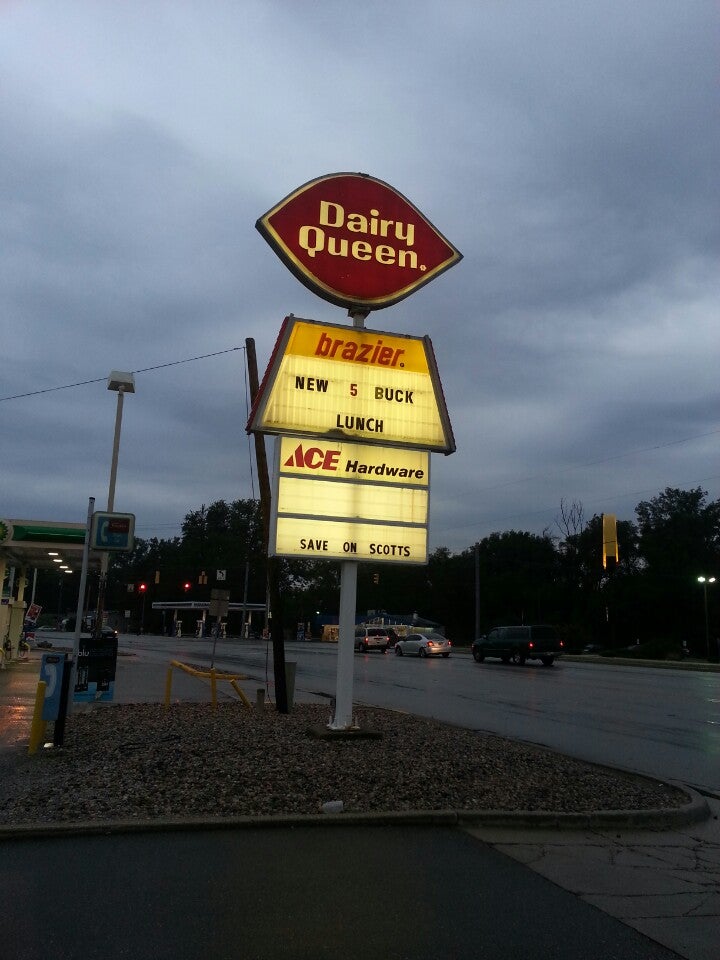 Dairy
Queen®
brazier®
NEW 5 BUCK
LUNCH
ACE Hardware
SAVE ON SCOTTS